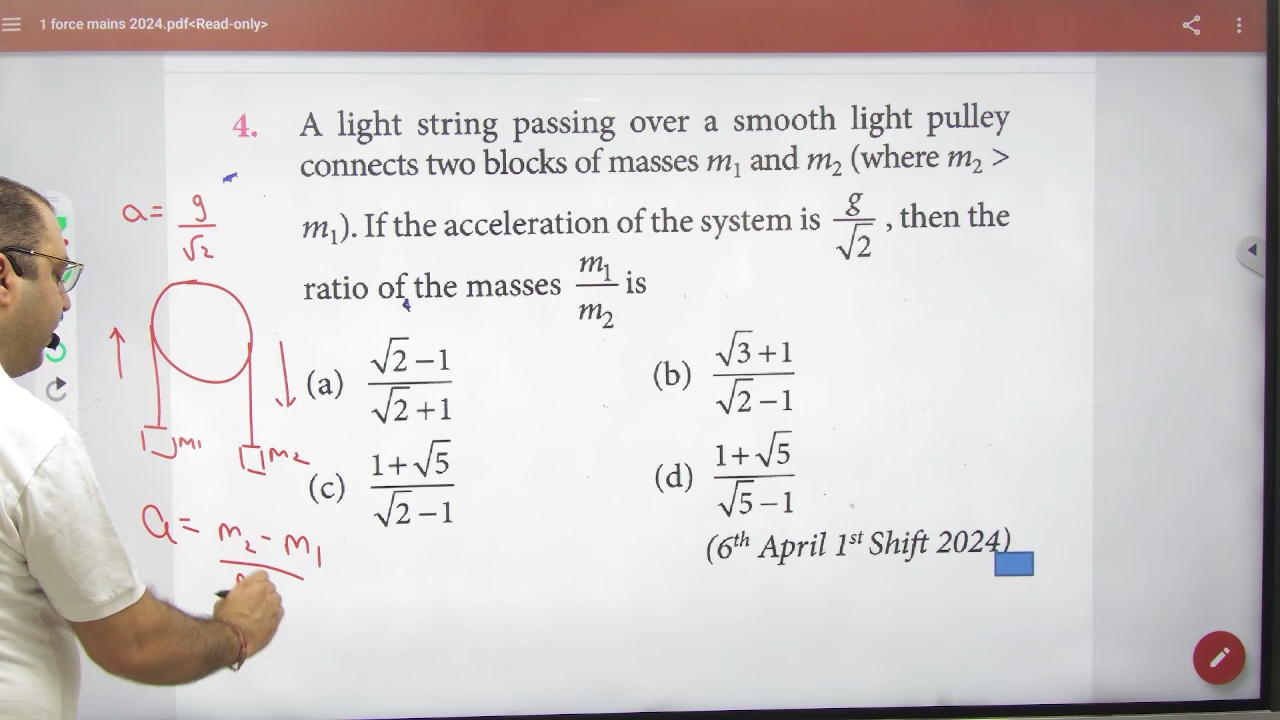 1 force mains 2024.pdf<Read-only>
4. A light string passing over a smooth light pulley
connects two blocks of masses m₁ and m₂ (where m₂ >
m₁). If the acceleration of the system is g/√2, then the
ratio of the masses m₁/m₂ is
(a) √2−1/√2+1
(b) √3+1/√2−1
(c) 1+√5/√2−1
(d) 1+√5/√5−1
(6th April 1st Shift 2024)
a = g/√2
M1
M2
a = m₂ - m₁